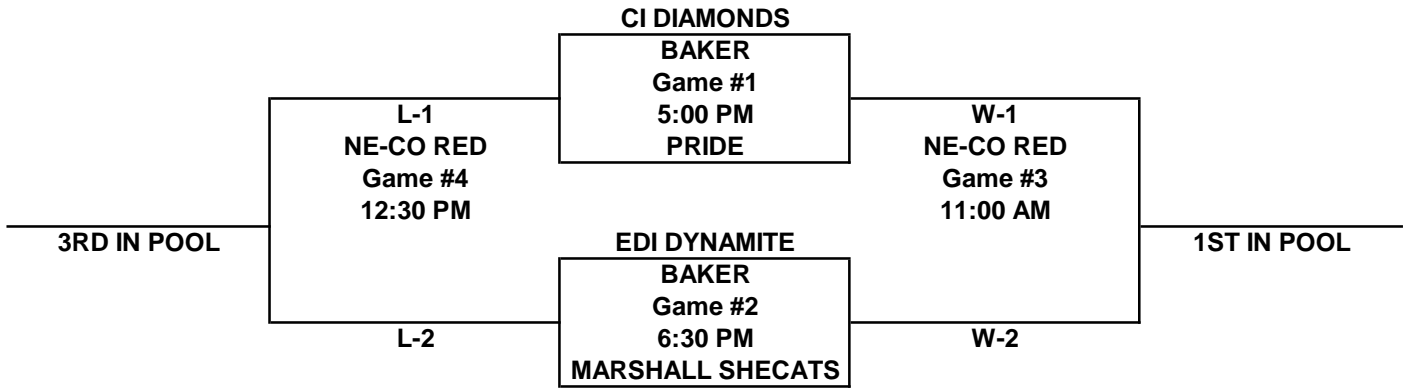 CI DIAMONDS
BAKER
Game #1
5:00 PM
PRIDE
L-1
NE-CO RED
Game #4
12:30 PM
W-1
NE-CO RED
Game #3
11:00 AM
3RD IN POOL
1ST IN POOL
EDI DYNAMITE
BAKER
Game #2
6:30 PM
MARSHALL SHECATS
L-2
W-2